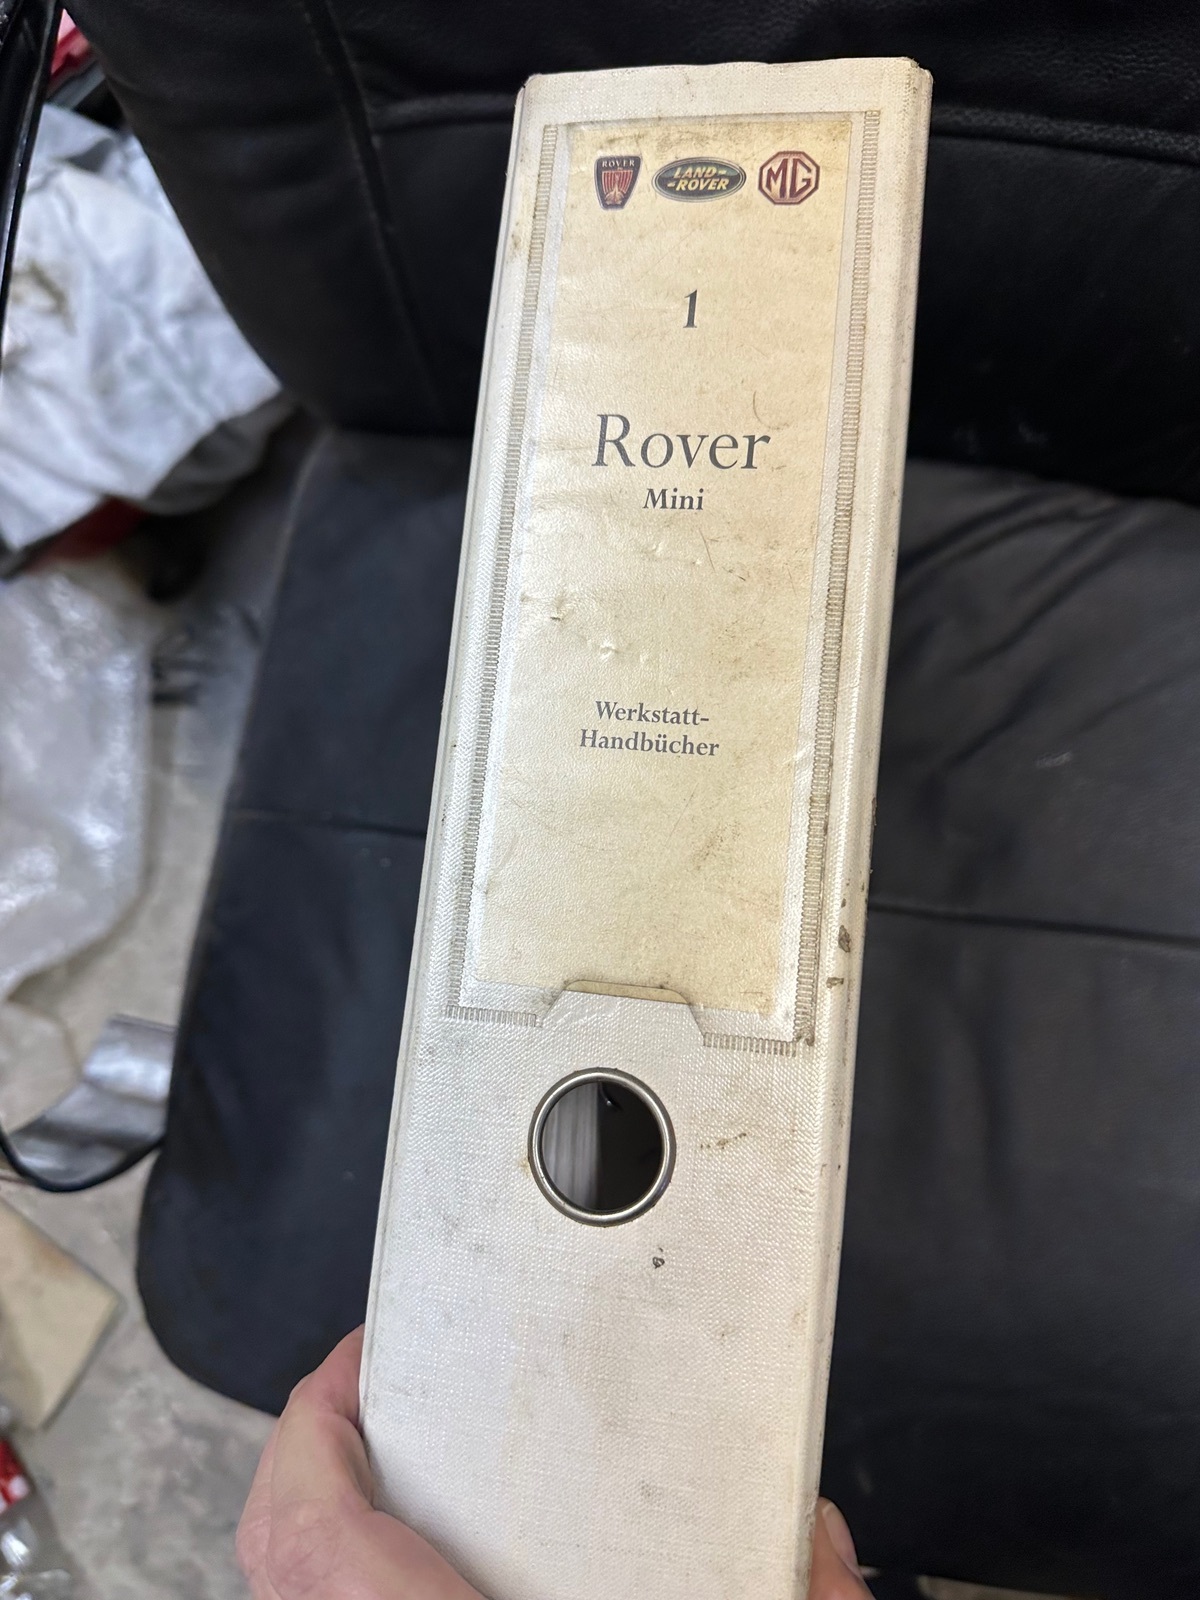 ROVER
LAND-
-ROVER
MG
1
Rover
Mini
Werkstatt-
Handbücher